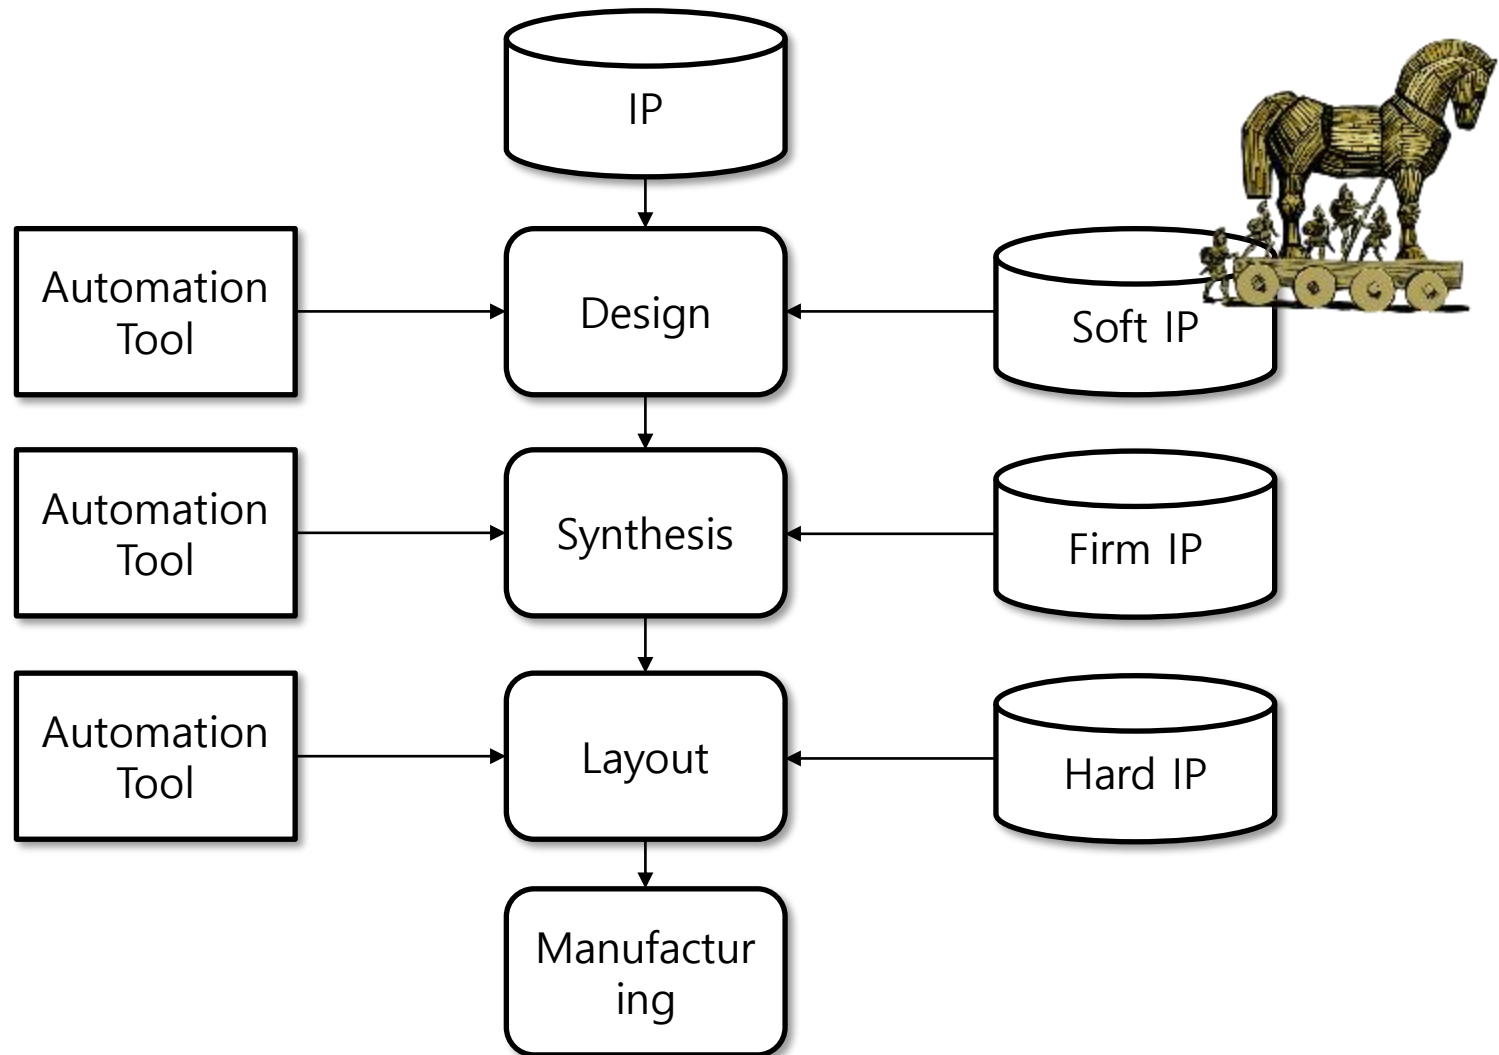 IP
Automation
Tool
Design
Soft IP
Automation
Tool
Synthesis
Firm IP
Automation
Tool
Layout
Hard IP
Manufactur
ing